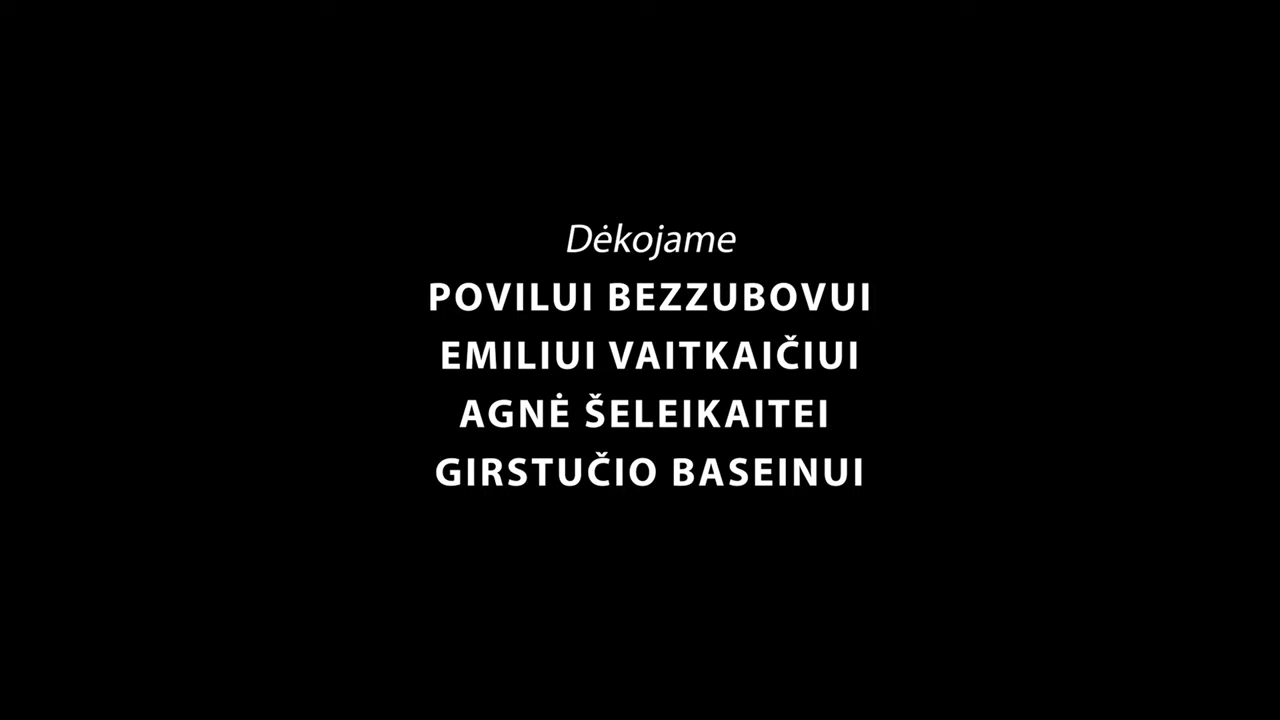 Dėkojame
POVILUI BEZZUBOVUI
EMILIUI VAITKAIČIUI
AGNĖ ŠELEIKAITEI
GIRSTUČIO BASEINUI